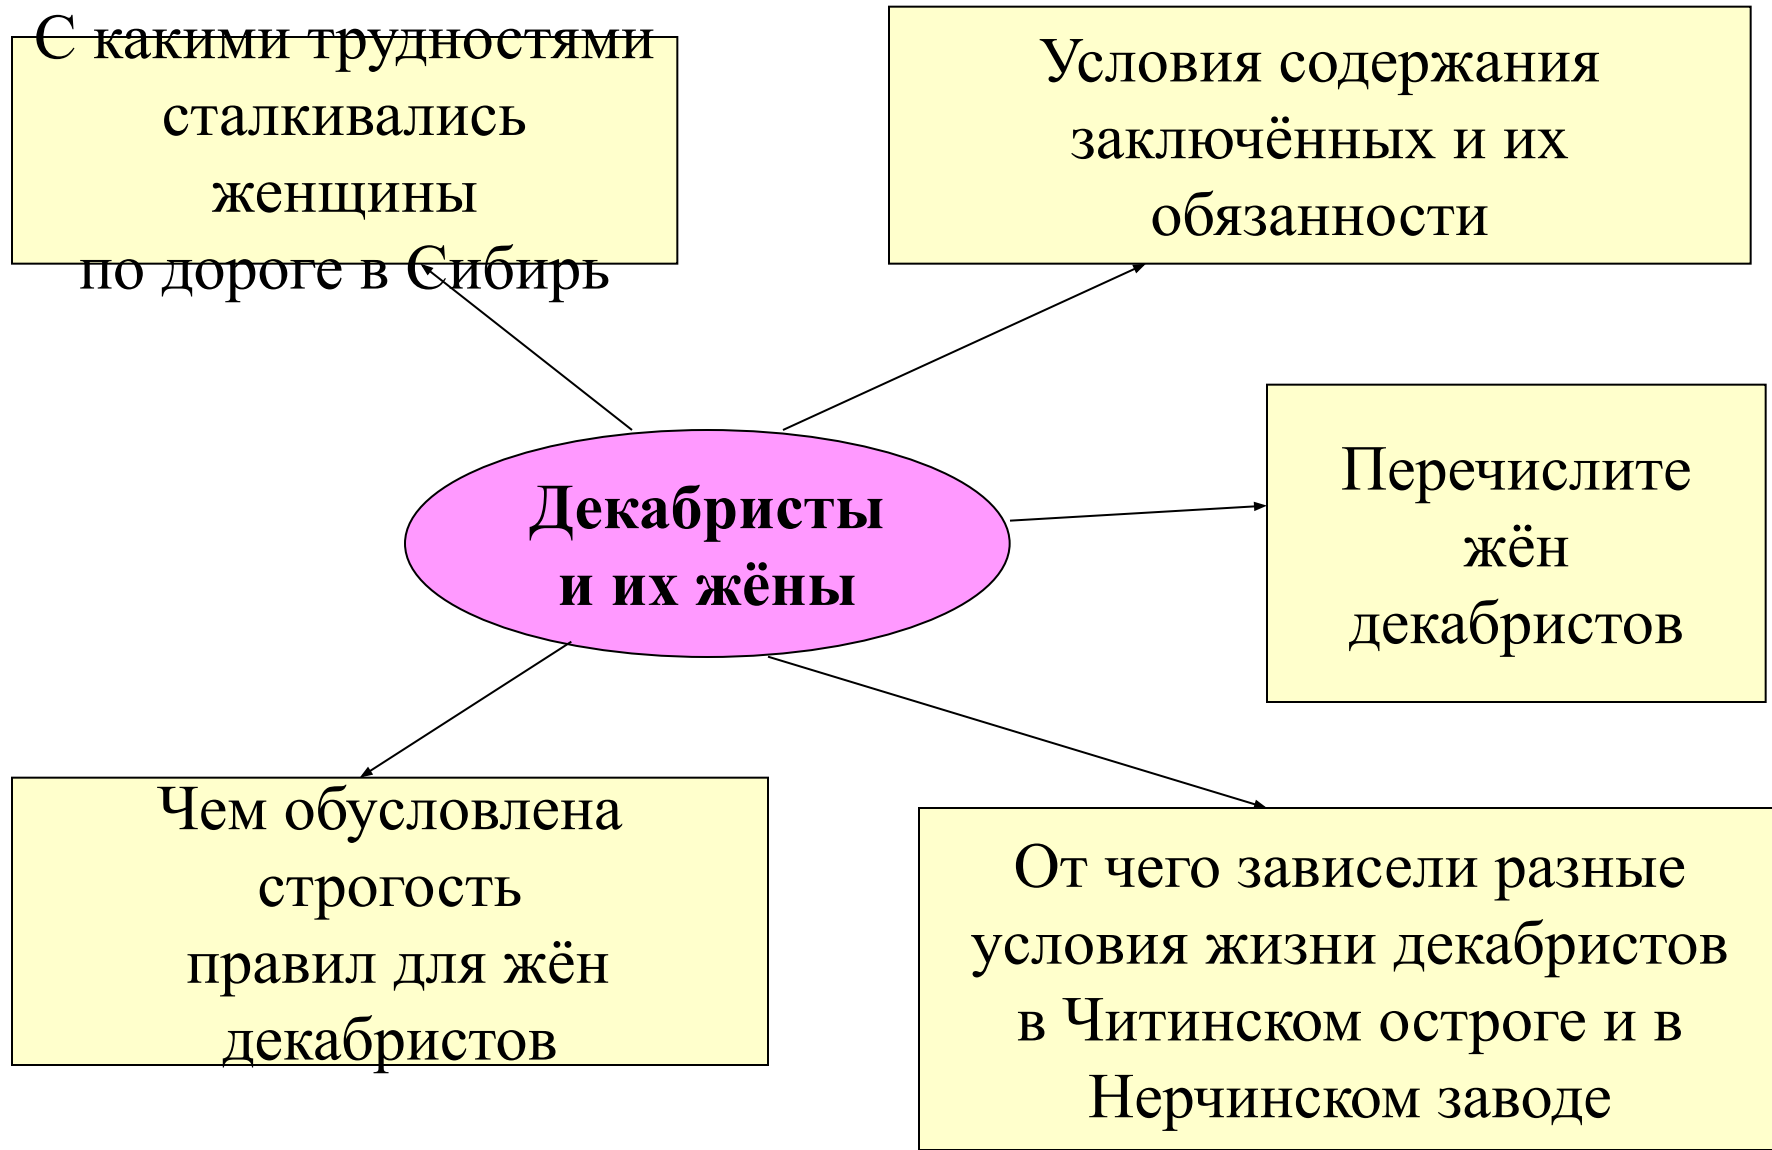 С какими трудностями
сталкивались
женщины
по дороге в Сибирь
Условия содержания
заключённых и их
обязанности
Перечислите
жён
декабристов
Декабристы
и их жёны
Чем обусловлена
строгость
правил для жён
декабристов
От чего зависели разные
условия жизни декабристов
в Читинском остроге и в
Нерчинском заводе